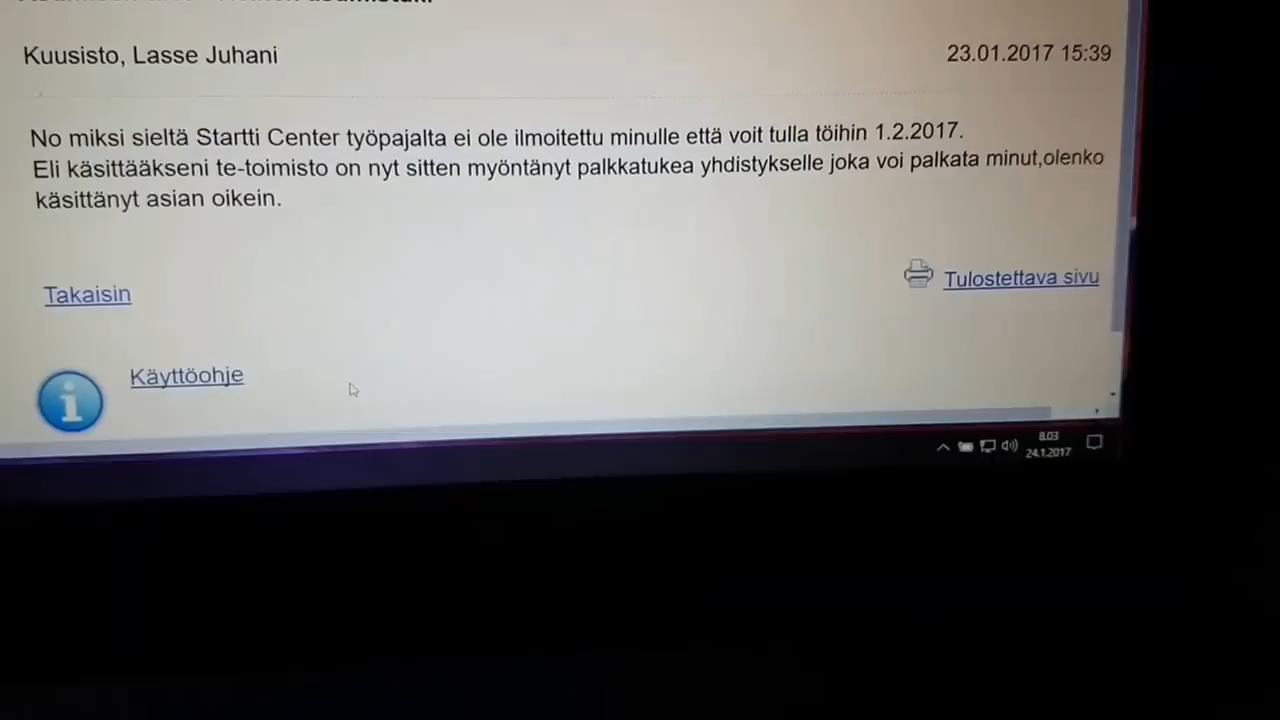 Kuusisto, Lasse Juhani 23.01.2017 15:39
No miksi sieltä Startti Center työpajalta ei ole ilmoitettu minulle että voit tulla töihin 1.2.2017.
Eli käsittääkseni te-toimisto on nyt sitten myöntänyt palkkatukea yhdistykselle joka voi palkata minut,olenko
käsittänyt asian oikein.
Takaisin Tulostettava sivu
Käyttöohje
8.03
24.1.2017